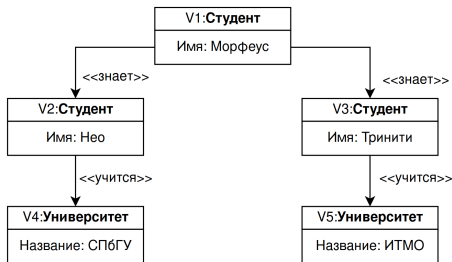 V1:Студент
Имя: Морфеус
<<знает>>
<<знает>>
V2:Студент
V3:Студент
Имя: Нео
Имя: Тринити
<<учится>>
<<учится>>
V4:Университет
V5:Университет
Название: СПбГУ
Название: ИТМО